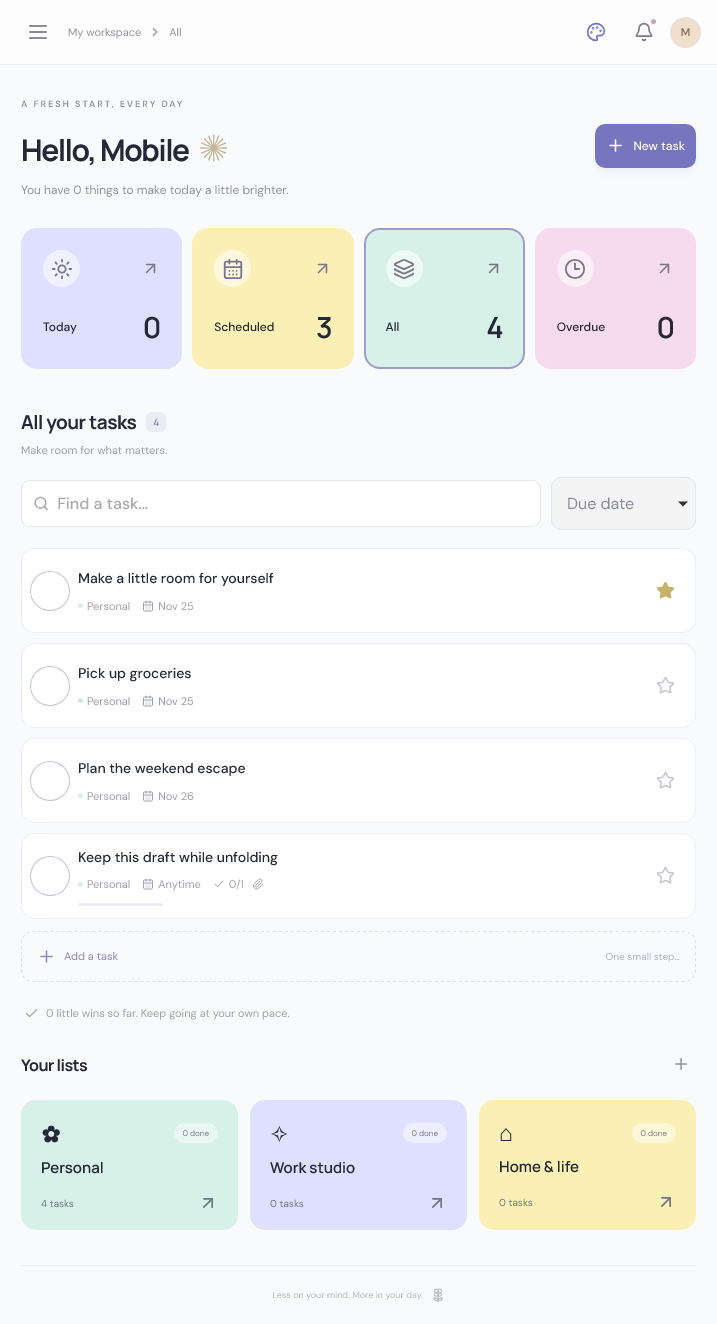 My workspace > All
M
A FRESH START, EVERY DAY
Hello, Mobile
New task
You have 0 things to make today a little brighter.
Today 0
Scheduled 3
All 4
Overdue 0
All your tasks 4
Make room for what matters.
Find a task...
Due date
Make a little room for yourself
Personal Nov 25
Pick up groceries
Personal Nov 25
Plan the weekend escape
Personal Nov 26
Keep this draft while unfolding
Personal Anytime 0/1
Add a task
One small step...
0 little wins so far. Keep going at your own pace.
Your lists
0 done
Personal
4 tasks
0 done
Work studio
0 tasks
0 done
Home & life
0 tasks
Less on your mind. More in your day.